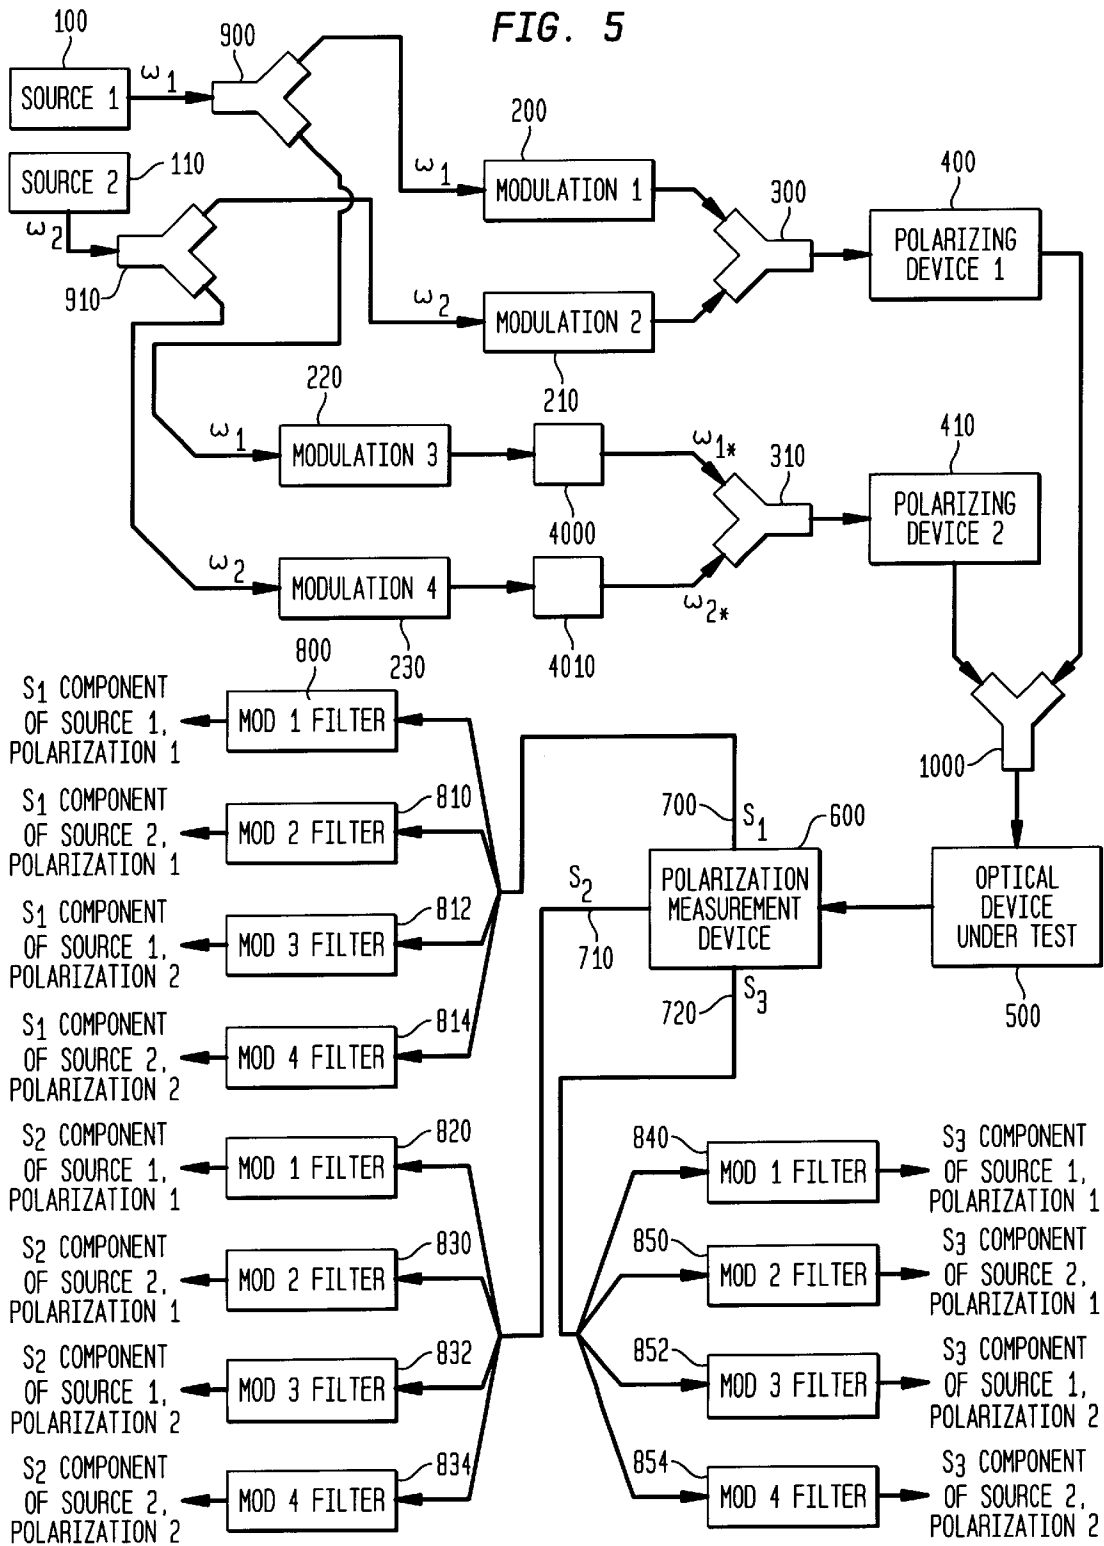 FIG. 5
100
SOURCE 1
ω1
900
SOURCE 2
110
ω2
910
ω1
200
MODULATION 1
300
400
POLARIZING
DEVICE 1
ω2
MODULATION 2
210
220
ω1
MODULATION 3
4000
ω1*
310
410
POLARIZING
DEVICE 2
ω2
MODULATION 4
230
4010
ω2*
1000
OPTICAL
DEVICE
UNDER TEST
500
600
POLARIZATION
MEASUREMENT
DEVICE
700
S1
S2
710
720
S3
800
MOD 1 FILTER
S1 COMPONENT
OF SOURCE 1,
POLARIZATION 1
810
MOD 2 FILTER
S1 COMPONENT
OF SOURCE 2,
POLARIZATION 1
812
MOD 3 FILTER
S1 COMPONENT
OF SOURCE 1,
POLARIZATION 2
814
MOD 4 FILTER
S1 COMPONENT
OF SOURCE 2,
POLARIZATION 2
820
MOD 1 FILTER
S2 COMPONENT
OF SOURCE 1,
POLARIZATION 1
830
MOD 2 FILTER
S2 COMPONENT
OF SOURCE 2,
POLARIZATION 1
832
MOD 3 FILTER
S2 COMPONENT
OF SOURCE 1,
POLARIZATION 2
834
MOD 4 FILTER
S2 COMPONENT
OF SOURCE 2,
POLARIZATION 2
840
MOD 1 FILTER
S3 COMPONENT
OF SOURCE 1,
POLARIZATION 1
850
MOD 2 FILTER
S3 COMPONENT
OF SOURCE 2,
POLARIZATION 1
852
MOD 3 FILTER
S3 COMPONENT
OF SOURCE 1,
POLARIZATION 2
854
MOD 4 FILTER
S3 COMPONENT
OF SOURCE 2,
POLARIZATION 2